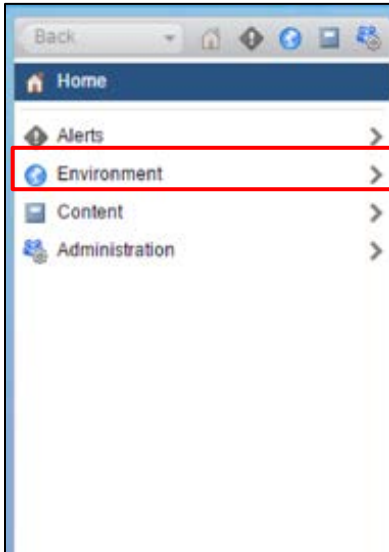 Back
Home
Alerts
Environment
Content
Administration